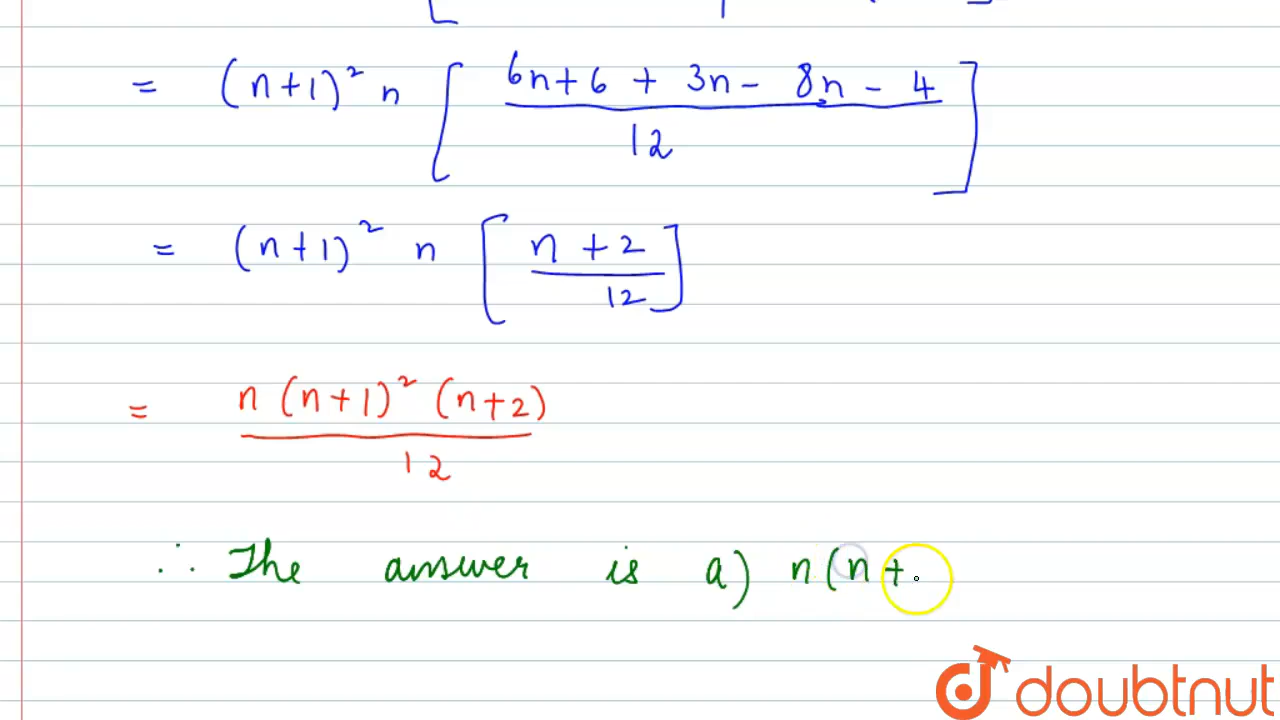 = (n+1)² n [ (6n+6 + 3n − 8n − 4) / 12 ]
= (n+1)² n [ (n + 2) / 12 ]
= n (n+1)² (n+2) / 12
∴ The answer is a) n(n+
doubtnut